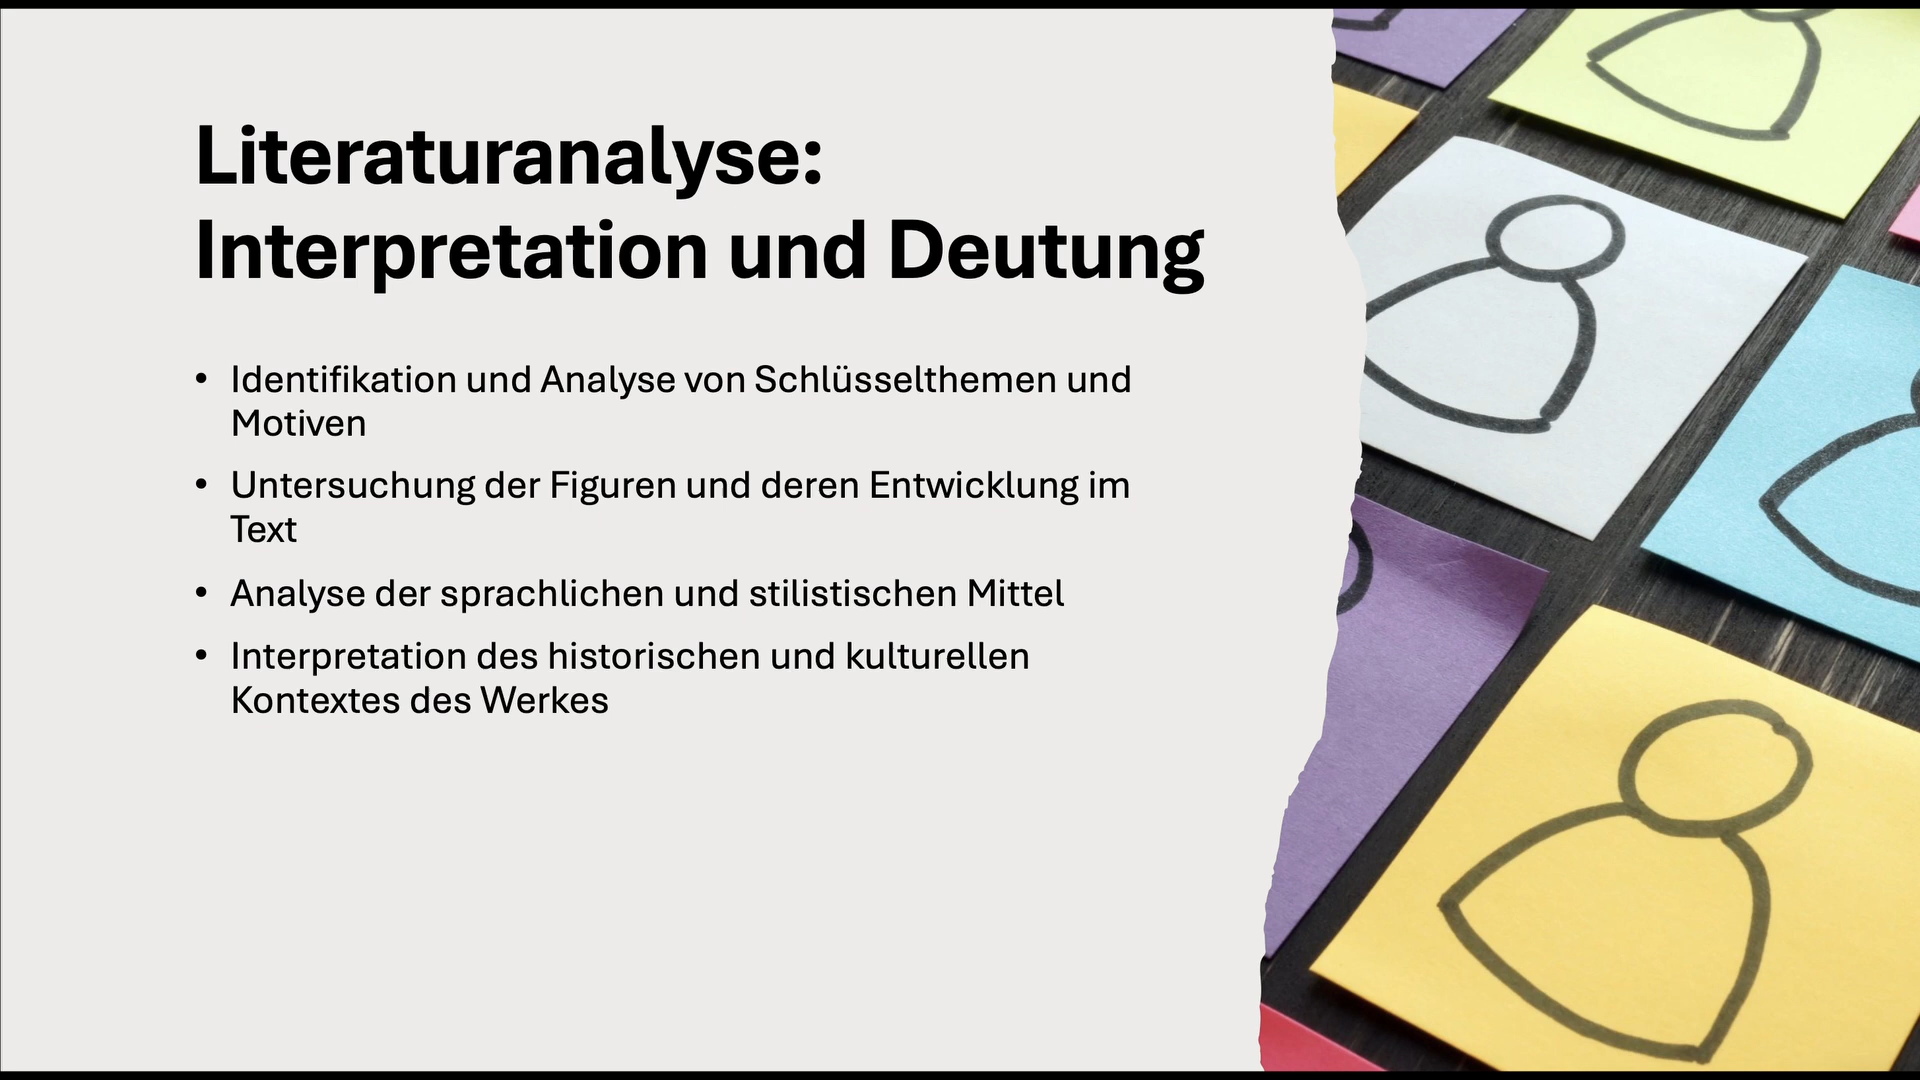 Literaturanalyse:
Interpretation und Deutung
• Identifikation und Analyse von Schlüsselthemen und
Motiven
• Untersuchung der Figuren und deren Entwicklung im
Text
• Analyse der sprachlichen und stilistischen Mittel
• Interpretation des historischen und kulturellen
Kontextes des Werkes